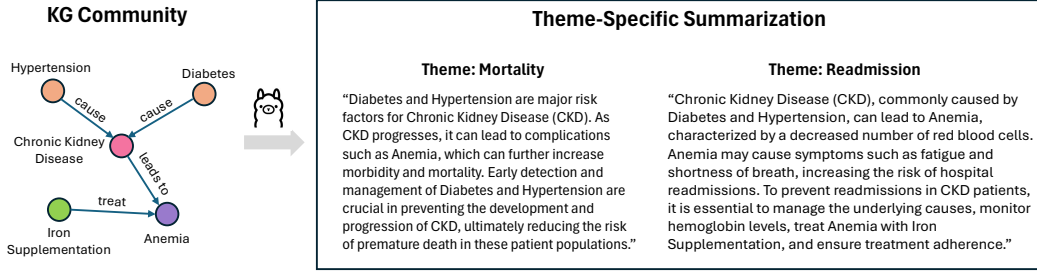 KG Community
Hypertension
Diabetes
cause
cause
Chronic Kidney
Disease
leads to
treat
Iron
Supplementation
Anemia
Theme-Specific Summarization
Theme: Mortality
“Diabetes and Hypertension are major risk
factors for Chronic Kidney Disease (CKD). As
CKD progresses, it can lead to complications
such as Anemia, which can further increase
morbidity and mortality. Early detection and
management of Diabetes and Hypertension are
crucial in preventing the development and
progression of CKD, ultimately reducing the risk
of premature death in these patient populations.”
Theme: Readmission
“Chronic Kidney Disease (CKD), commonly caused by
Diabetes and Hypertension, can lead to Anemia,
characterized by a decreased number of red blood cells.
Anemia may cause symptoms such as fatigue and
shortness of breath, increasing the risk of hospital
readmissions. To prevent readmissions in CKD patients,
it is essential to manage the underlying causes, monitor
hemoglobin levels, treat Anemia with Iron
Supplementation, and ensure treatment adherence.”